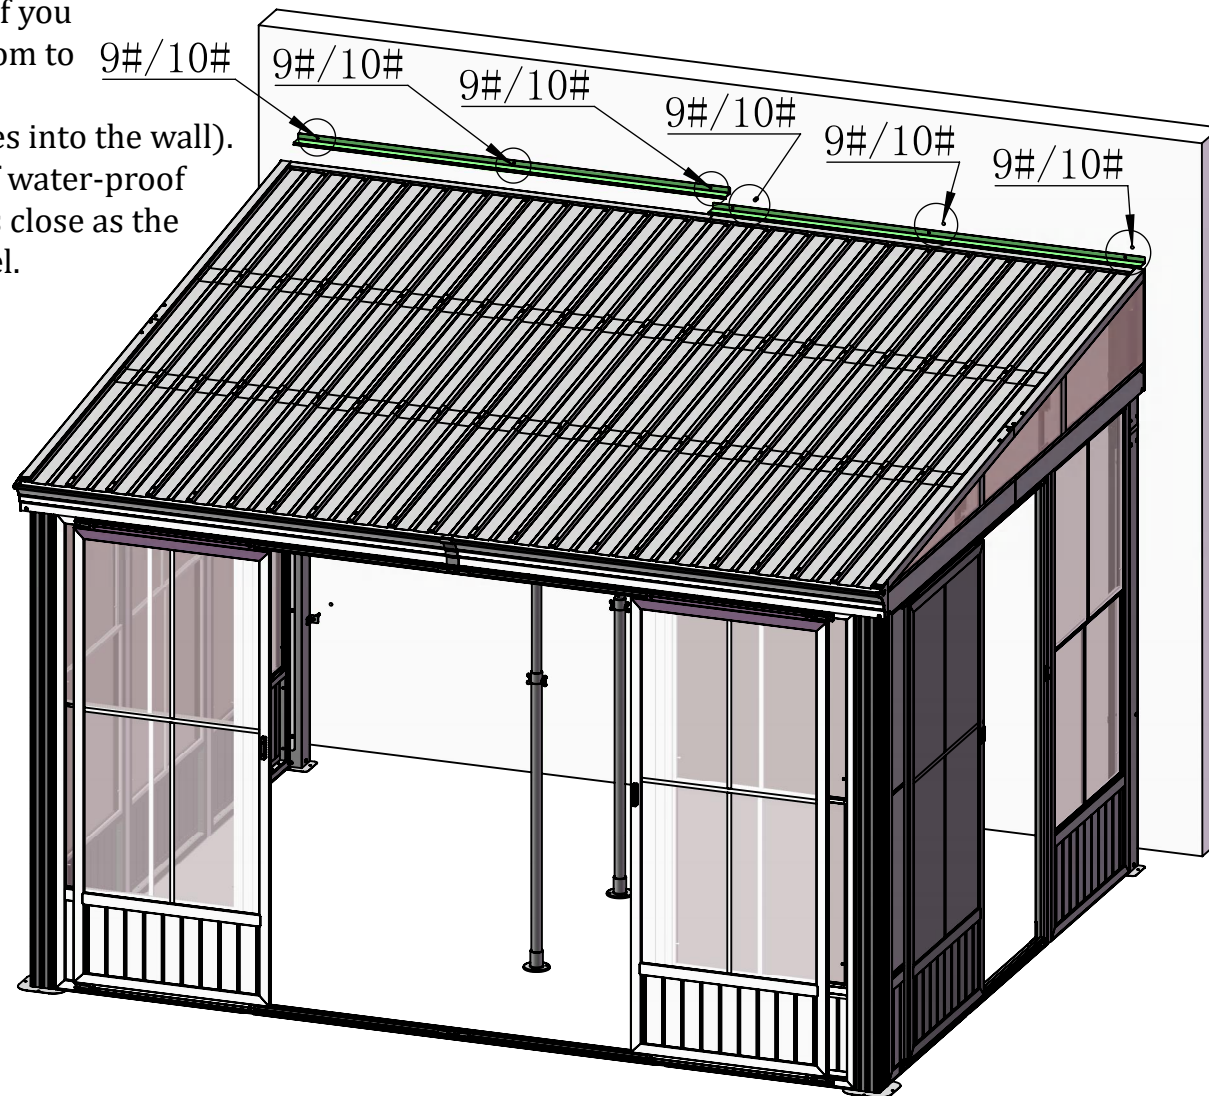 f you
om to
es into the wall).
f water-proof
s close as the
el.
9#/10#
9#/10#
9#/10#
9#/10#
9#/10#
9#/10#